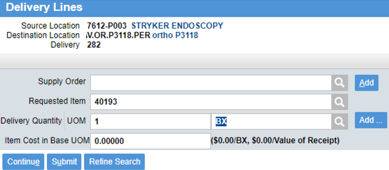 Delivery Lines
Source Location 7612-P003 STRYKER ENDOSCOPY
Destination Location .V.OR.P3118.PER ortho P3118
Delivery 282
Supply Order Add
Requested Item 40193
Delivery Quantity UOM 1 BX Add ...
Item Cost in Base UOM 0.00000 ($0.00/BX, $0.00/Value of Receipt)
Continue Submit Refine Search